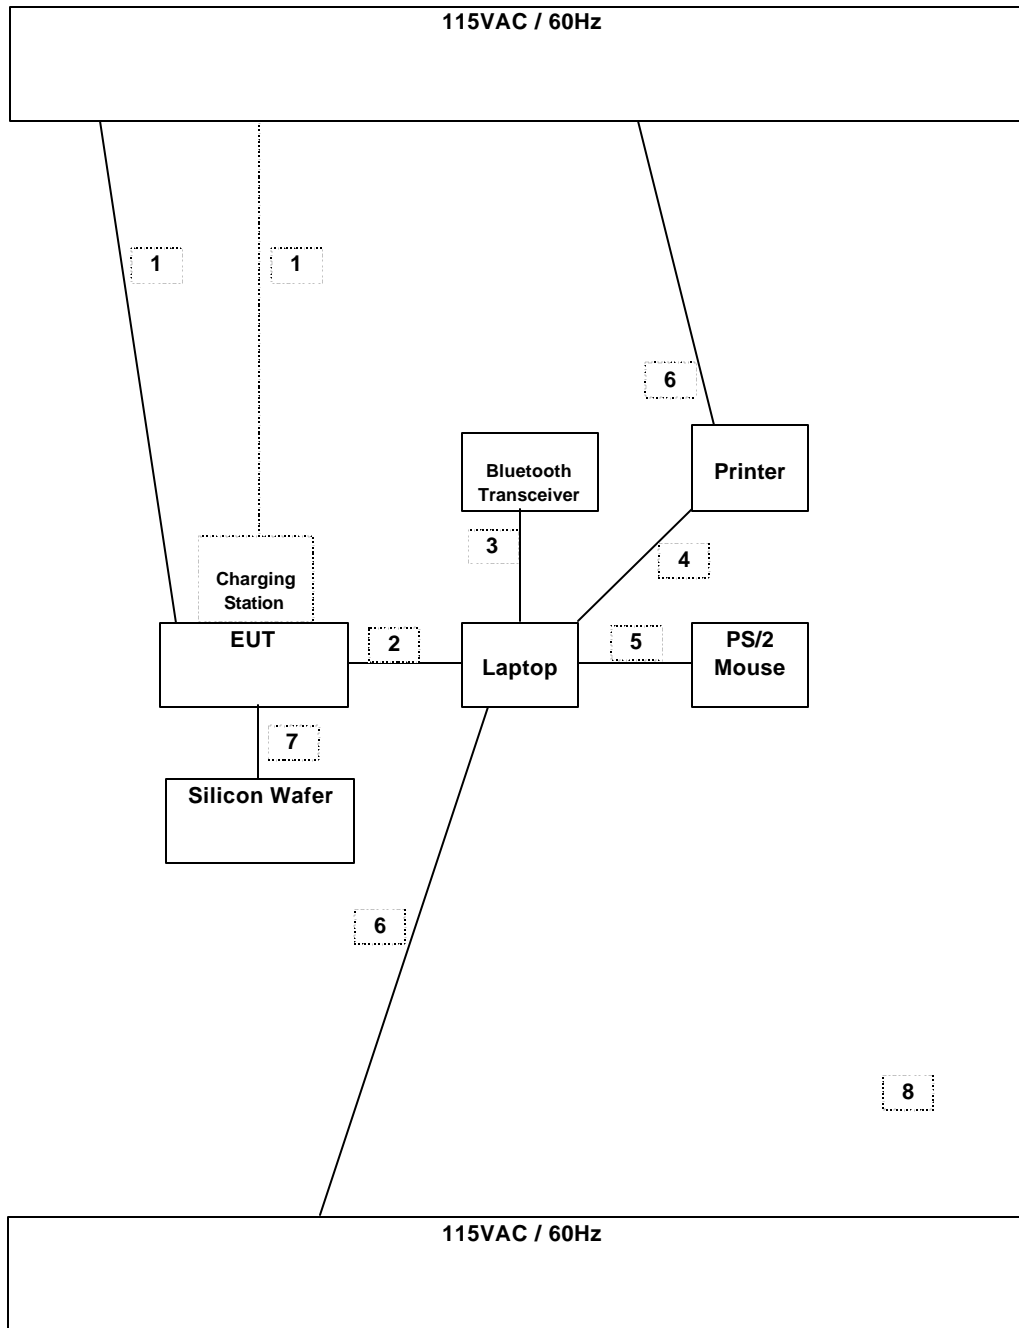 115VAC / 60Hz
1
1
6
Bluetooth
Transceiver
Printer
3
4
Charging
Station
EUT
2
Laptop
5
PS/2
Mouse
7
Silicon Wafer
6
8
115VAC / 60Hz